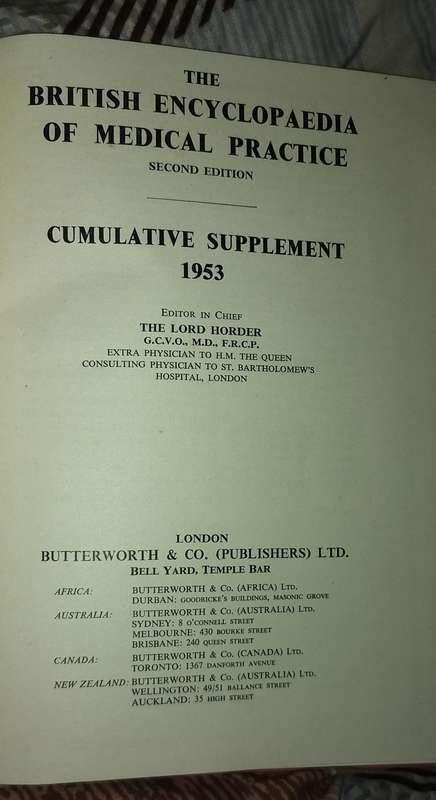 THE
BRITISH ENCYCLOPAEDIA
OF MEDICAL PRACTICE
SECOND EDITION
CUMULATIVE SUPPLEMENT
1953
EDITOR IN CHIEF
THE LORD HORDER
G.C.V.O., M.D., F.R.C.P.
EXTRA PHYSICIAN TO H.M. THE QUEEN
CONSULTING PHYSICIAN TO ST. BARTHOLOMEW'S
HOSPITAL, LONDON
LONDON
BUTTERWORTH & CO. (PUBLISHERS) LTD.
BELL YARD, TEMPLE BAR
AFRICA: BUTTERWORTH & Co. (AFRICA) LTD.
DURBAN: GOODRICKE'S BUILDINGS, MASONIC GROVE
AUSTRALIA: BUTTERWORTH & Co. (AUSTRALIA) LTD.
SYDNEY: 8 O'CONNELL STREET
MELBOURNE: 430 BOURKE STREET
BRISBANE: 240 QUEEN STREET
CANADA: BUTTERWORTH & Co. (CANADA) LTD.
TORONTO: 1367 DANFORTH AVENUE
NEW ZEALAND: BUTTERWORTH & Co. (AUSTRALIA) LTD.
WELLINGTON: 49/51 BALLANCE STREET
AUCKLAND: 35 HIGH STREET